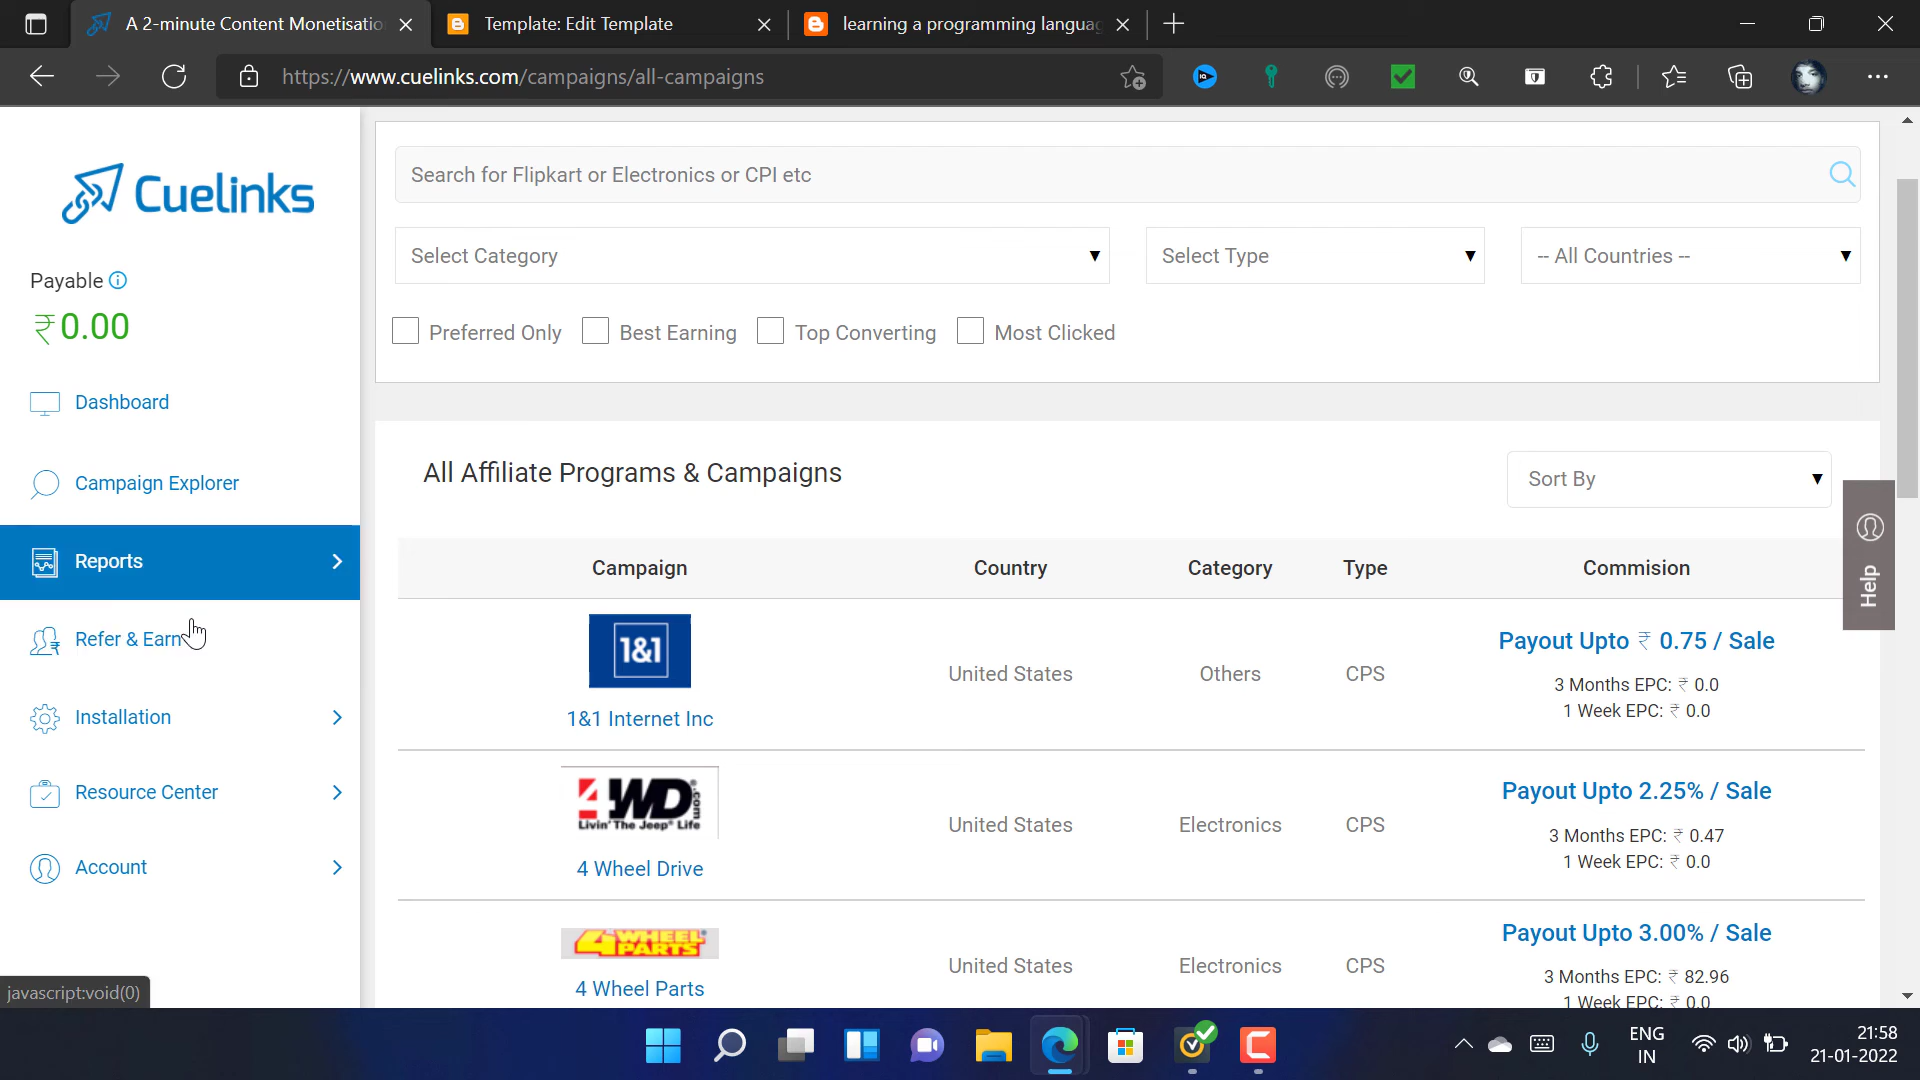 A 2-minute Content Monetisatio
Template: Edit Template
learning a programming languag
https://www.cuelinks.com/campaigns/all-campaigns
Cuelinks
Payable
₹0.00
Dashboard
Campaign Explorer
Reports
Refer & Earn
Installation
Resource Center
Account
javascript:void(0)
Search for Flipkart or Electronics or CPI etc
Select Category
Select Type
-- All Countries --
Preferred Only
Best Earning
Top Converting
Most Clicked
All Affiliate Programs & Campaigns
Sort By
Help
Campaign Country Category Type Commision
1&1
1&1 Internet Inc
United States Others CPS
Payout Upto ₹ 0.75 / Sale
3 Months EPC: ₹ 0.0
1 Week EPC: ₹ 0.0
4WD.com
Livin' The Jeep® Life
4 Wheel Drive
United States Electronics CPS
Payout Upto 2.25% / Sale
3 Months EPC: ₹ 0.47
1 Week EPC: ₹ 0.0
4 WHEEL PARTS
4 Wheel Parts
United States Electronics CPS
Payout Upto 3.00% / Sale
3 Months EPC: ₹ 82.96
1 Week EPC: ₹ 0.0
ENG
IN
21:58
21-01-2022